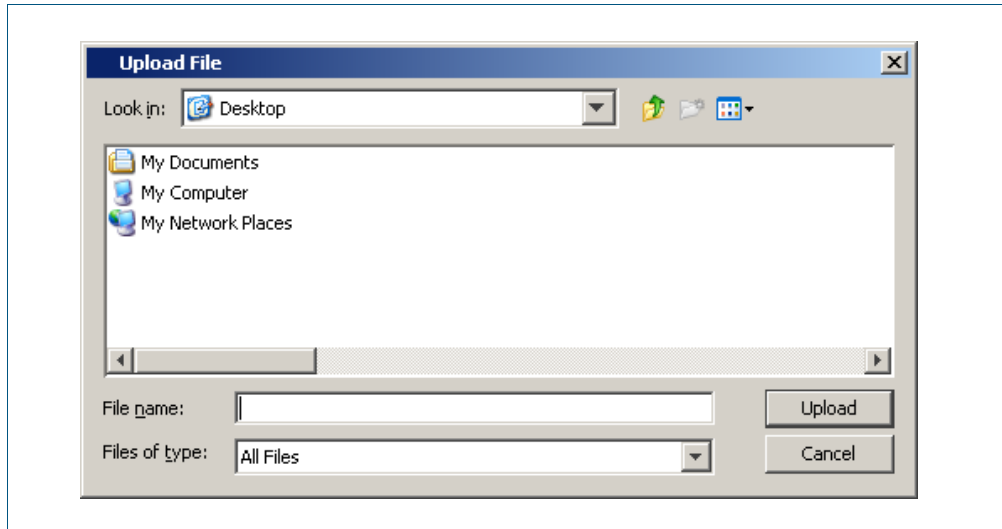 Upload File
Look in: Desktop
My Documents
My Computer
My Network Places
File name: Upload
Files of type: All Files Cancel